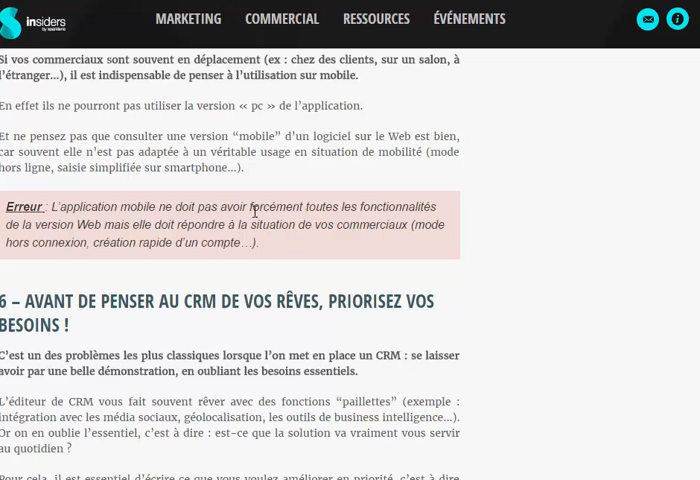 insiders
by sparklane
MARKETING
COMMERCIAL
RESSOURCES
ÉVÉNEMENTS
Si vos commerciaux sont souvent en déplacement (ex : chez des clients, sur un salon, à
l'étranger…), il est indispensable de penser à l'utilisation sur mobile.
En effet ils ne pourront pas utiliser la version « pc » de l'application.
Et ne pensez pas que consulter une version “mobile” d'un logiciel sur le Web est bien,
car souvent elle n'est pas adaptée à un véritable usage en situation de mobilité (mode
hors ligne, saisie simplifiée sur smartphone…).
Erreur : L'application mobile ne doit pas avoir forcément toutes les fonctionnalités
de la version Web mais elle doit répondre à la situation de vos commerciaux (mode
hors connexion, création rapide d'un compte…).
6 – AVANT DE PENSER AU CRM DE VOS RÊVES, PRIORISEZ VOS
BESOINS !
C'est un des problèmes les plus classiques lorsque l'on met en place un CRM : se laisser
avoir par une belle démonstration, en oubliant les besoins essentiels.
L'éditeur de CRM vous fait souvent rêver avec des fonctions “paillettes” (exemple :
intégration avec les média sociaux, géolocalisation, les outils de business intelligence…).
Or on en oublie l'essentiel, c'est à dire : est-ce que la solution va vraiment vous servir
au quotidien ?
Pour cela, il est essentiel d'écrire ce que vous voulez améliorer en priorité, c'est à dire